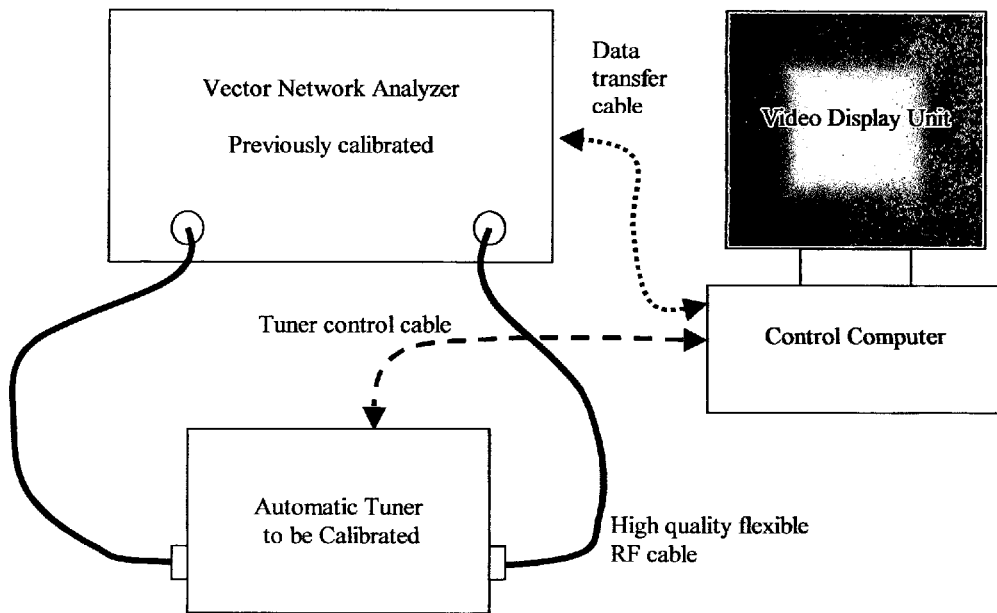 Vector Network Analyzer
Previously calibrated
Data
transfer
cable
Video Display Unit
Tuner control cable
Control Computer
Automatic Tuner
to be Calibrated
High quality flexible
RF cable